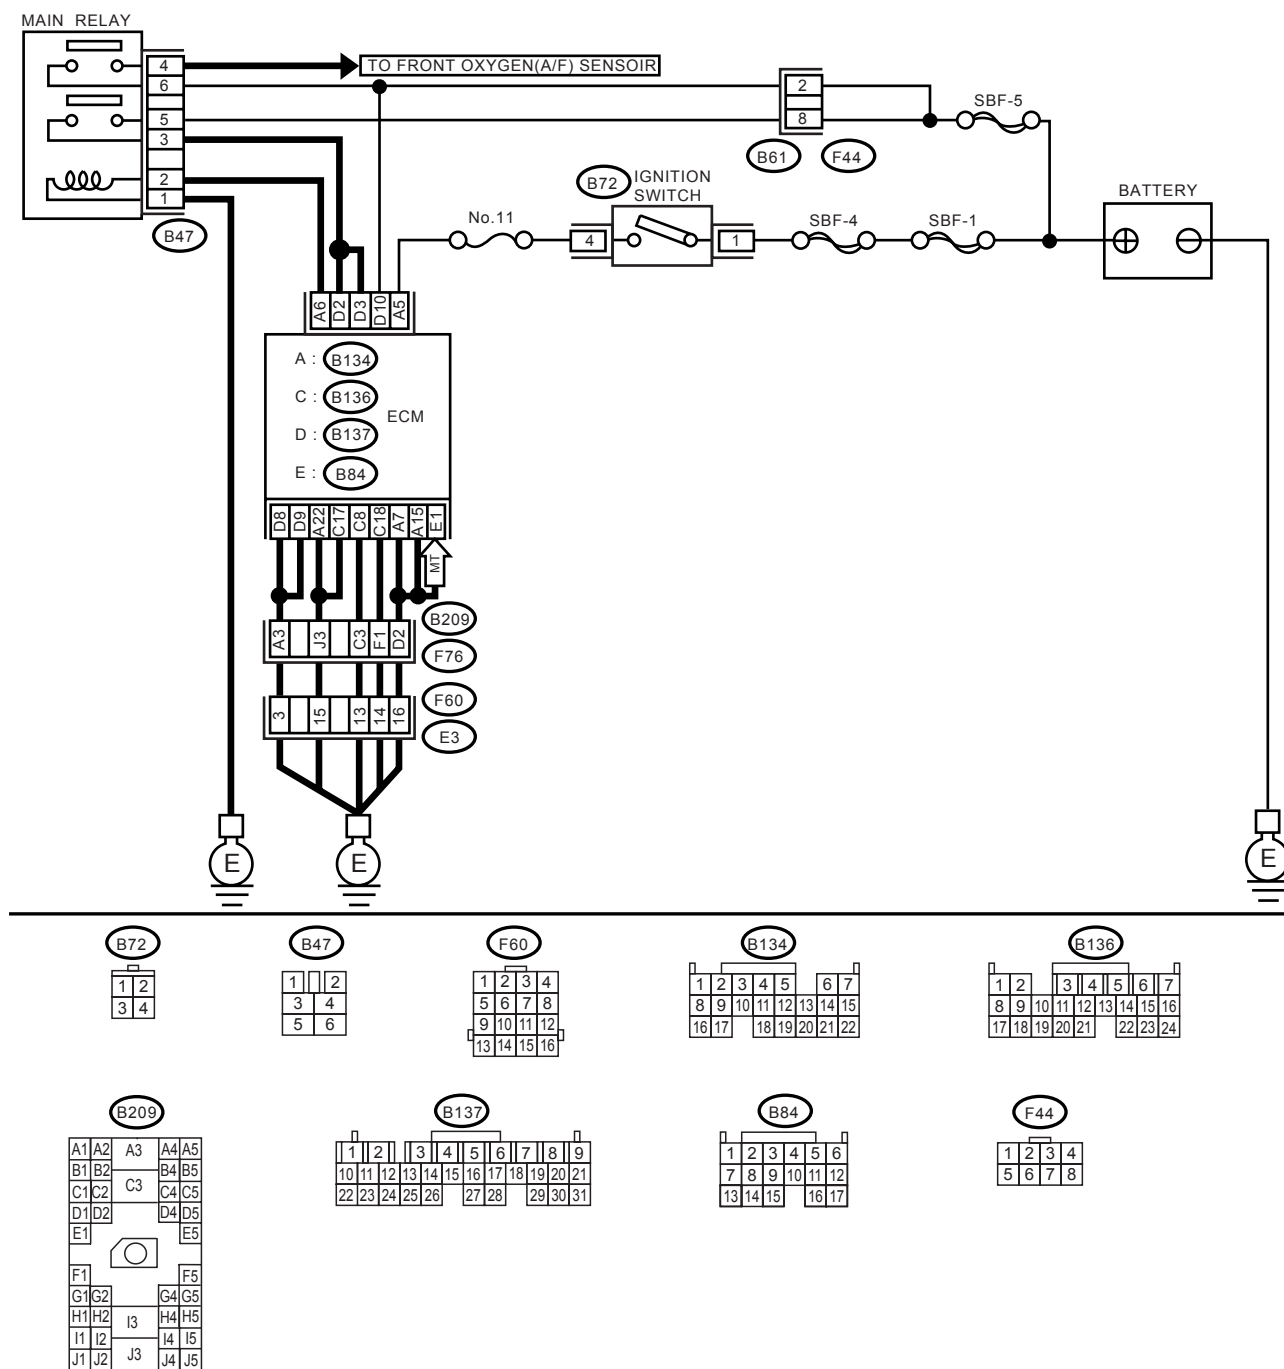 MAIN RELAY
4
TO FRONT OXYGEN(A/F) SENSOIR
6
2
SBF-5
5
8
3
B61
F44
2
B72
IGNITION
SWITCH
BATTERY
1
B47
No.11
4
1
SBF-4
SBF-1
A6
D2
D3
D10
A5
A : B134
C : B136
ECM
D : B137
E : B84
D8
D9
A22
C17
C8
C18
A7
A15
E1
MT
B209
A3
J3
C3
F1
D2
F76
F60
3
15
13
14
16
E3
E
E
E
B72
1 2
3 4
B47
1 2
3 4
5 6
F60
1 2 3 4
5 6 7 8
9 10 11 12
13 14 15 16
B134
1 2 3 4 5 6 7
8 9 10 11 12 13 14 15
16 17 18 19 20 21 22
B136
1 2 3 4 5 6 7
8 9 10 11 12 13 14 15 16
17 18 19 20 21 22 23 24
B209
A1 A2 A3 A4 A5
B1 B2 B4 B5
C1 C2 C3 C4 C5
D1 D2 D4 D5
E1 E5
F1 F5
G1 G2 G4 G5
H1 H2 H4 H5
I1 I2 I3 I4 I5
J1 J2 J3 J4 J5
B137
1 2 3 4 5 6 7 8 9
10 11 12 13 14 15 16 17 18 19 20 21
22 23 24 25 26 27 28 29 30 31
B84
1 2 3 4 5 6
7 8 9 10 11 12
13 14 15 16 17
F44
1 2 3 4
5 6 7 8